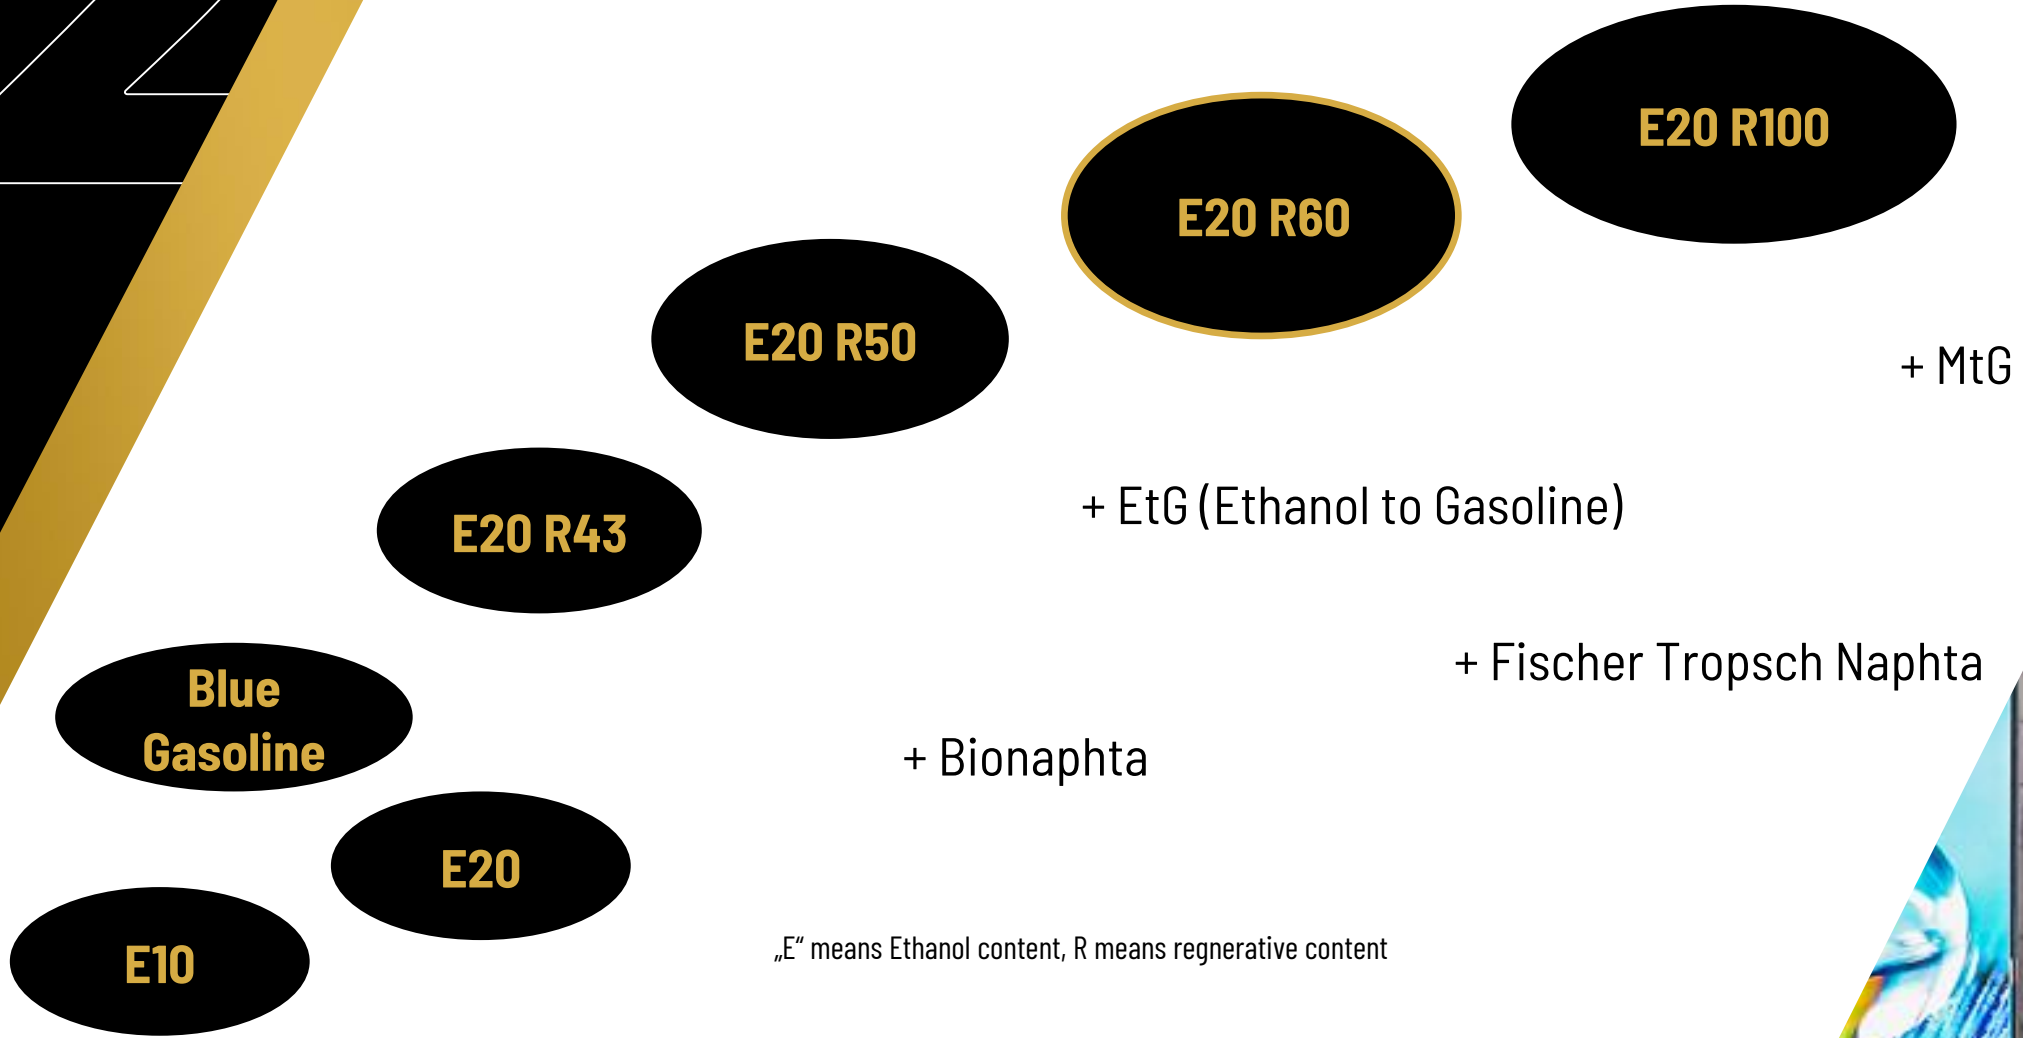 E20 R100
E20 R60
E20 R50
+ MtG
+ EtG (Ethanol to Gasoline)
E20 R43
+ Fischer Tropsch Naphta
Blue
Gasoline
+ Bionaphta
E20
„E“ means Ethanol content, R means regnerative content
E10